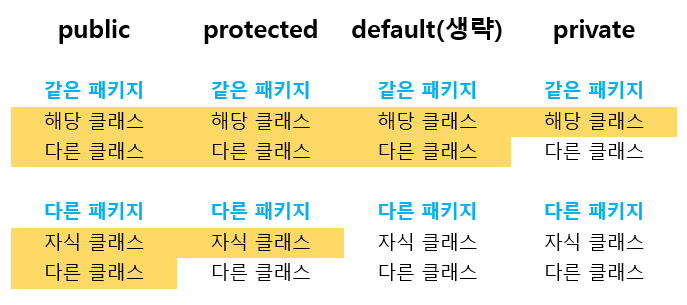 public protected default(생략) private
같은 패키지 같은 패키지 같은 패키지 같은 패키지
해당 클래스 해당 클래스 해당 클래스 해당 클래스
다른 클래스 다른 클래스 다른 클래스 다른 클래스
다른 패키지 다른 패키지 다른 패키지 다른 패키지
자식 클래스 자식 클래스 자식 클래스 자식 클래스
다른 클래스 다른 클래스 다른 클래스 다른 클래스